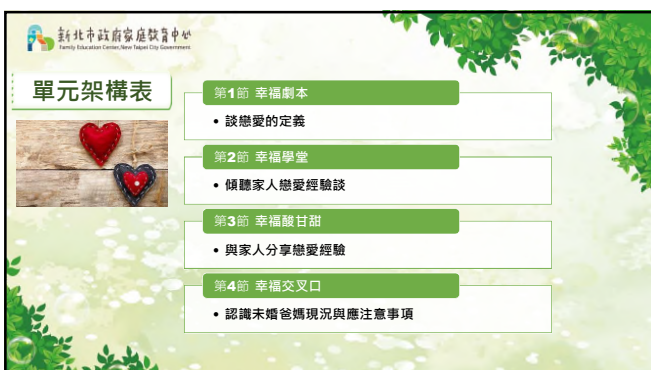 新北市政府家庭教育中心
Family Education Center, New Taipei City Government
單元架構表
第1節 幸福劇本
• 談戀愛的定義
第2節 幸福學堂
• 傾聽家人戀愛經驗談
第3節 幸福酸甘甜
• 與家人分享戀愛經驗
第4節 幸福交叉口
• 認識未婚爸媽現況與應注意事項